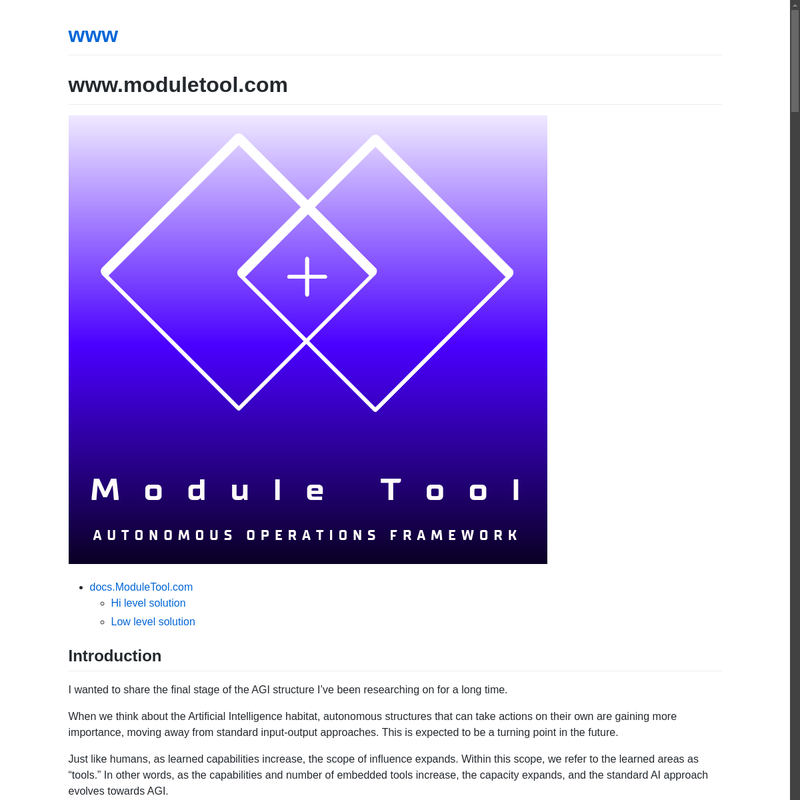 www
www.moduletool.com
Module Tool
AUTONOMOUS OPERATIONS FRAMEWORK
docs.ModuleTool.com
Hi level solution
Low level solution
Introduction
I wanted to share the final stage of the AGI structure I’ve been researching on for a long time.
When we think about the Artificial Intelligence habitat, autonomous structures that can take actions on their own are gaining more
importance, moving away from standard input-output approaches. This is expected to be a turning point in the future.
Just like humans, as learned capabilities increase, the scope of influence expands. Within this scope, we refer to the learned areas as
“tools.” In other words, as the capabilities and number of embedded tools increase, the capacity expands, and the standard AI approach
evolves towards AGI.